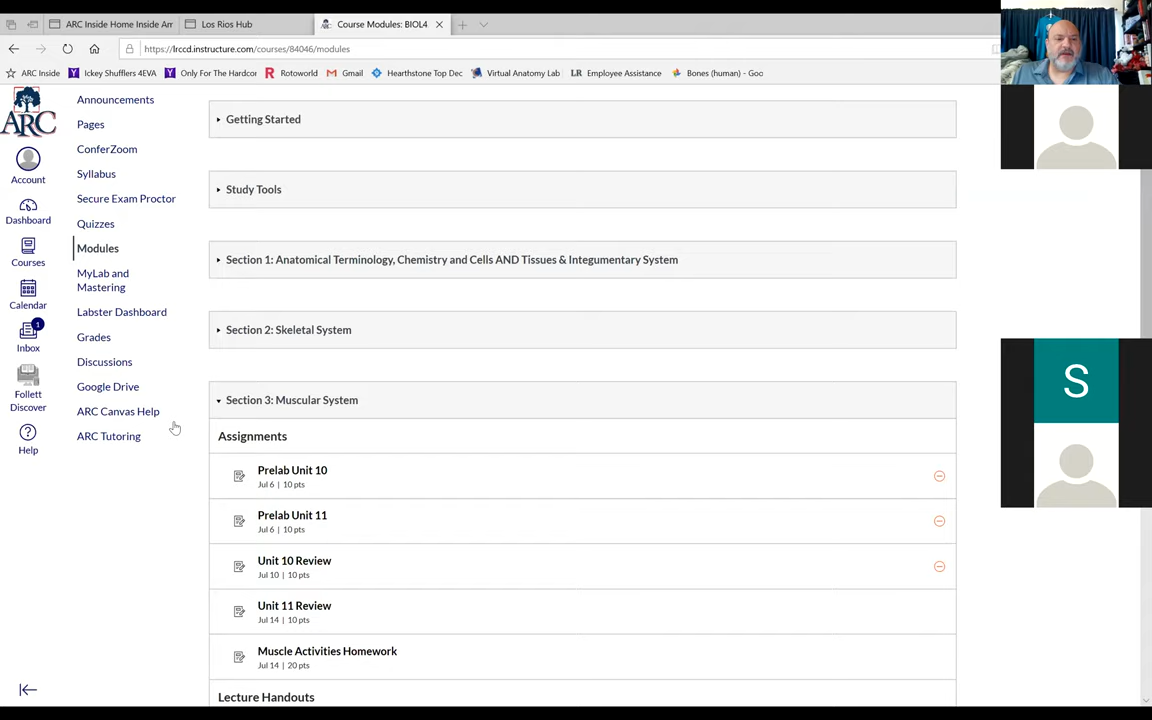 ARC Inside Home Inside Am
Los Rios Hub
Course Modules: BIOL4
https://lrccd.instructure.com/courses/84046/modules
ARC Inside
Ickey Shufflers 4EVA
Only For The Hardcor
Rotoworld
Gmail
Hearthstone Top Dec
Virtual Anatomy Lab
LR Employee Assistance
Bones (human) - Goo
ARC
Account
Dashboard
Courses
Calendar
1
Inbox
Follett
Discover
Help
Announcements
Pages
ConferZoom
Syllabus
Secure Exam Proctor
Quizzes
Modules
MyLab and
Mastering
Labster Dashboard
Grades
Discussions
Google Drive
ARC Canvas Help
ARC Tutoring
Getting Started
Study Tools
Section 1: Anatomical Terminology, Chemistry and Cells AND Tissues & Integumentary System
Section 2: Skeletal System
Section 3: Muscular System
Assignments
Prelab Unit 10
Jul 6 | 10 pts
Prelab Unit 11
Jul 6 | 10 pts
Unit 10 Review
Jul 10 | 10 pts
Unit 11 Review
Jul 14 | 10 pts
Muscle Activities Homework
Jul 14 | 20 pts
Lecture Handouts
S